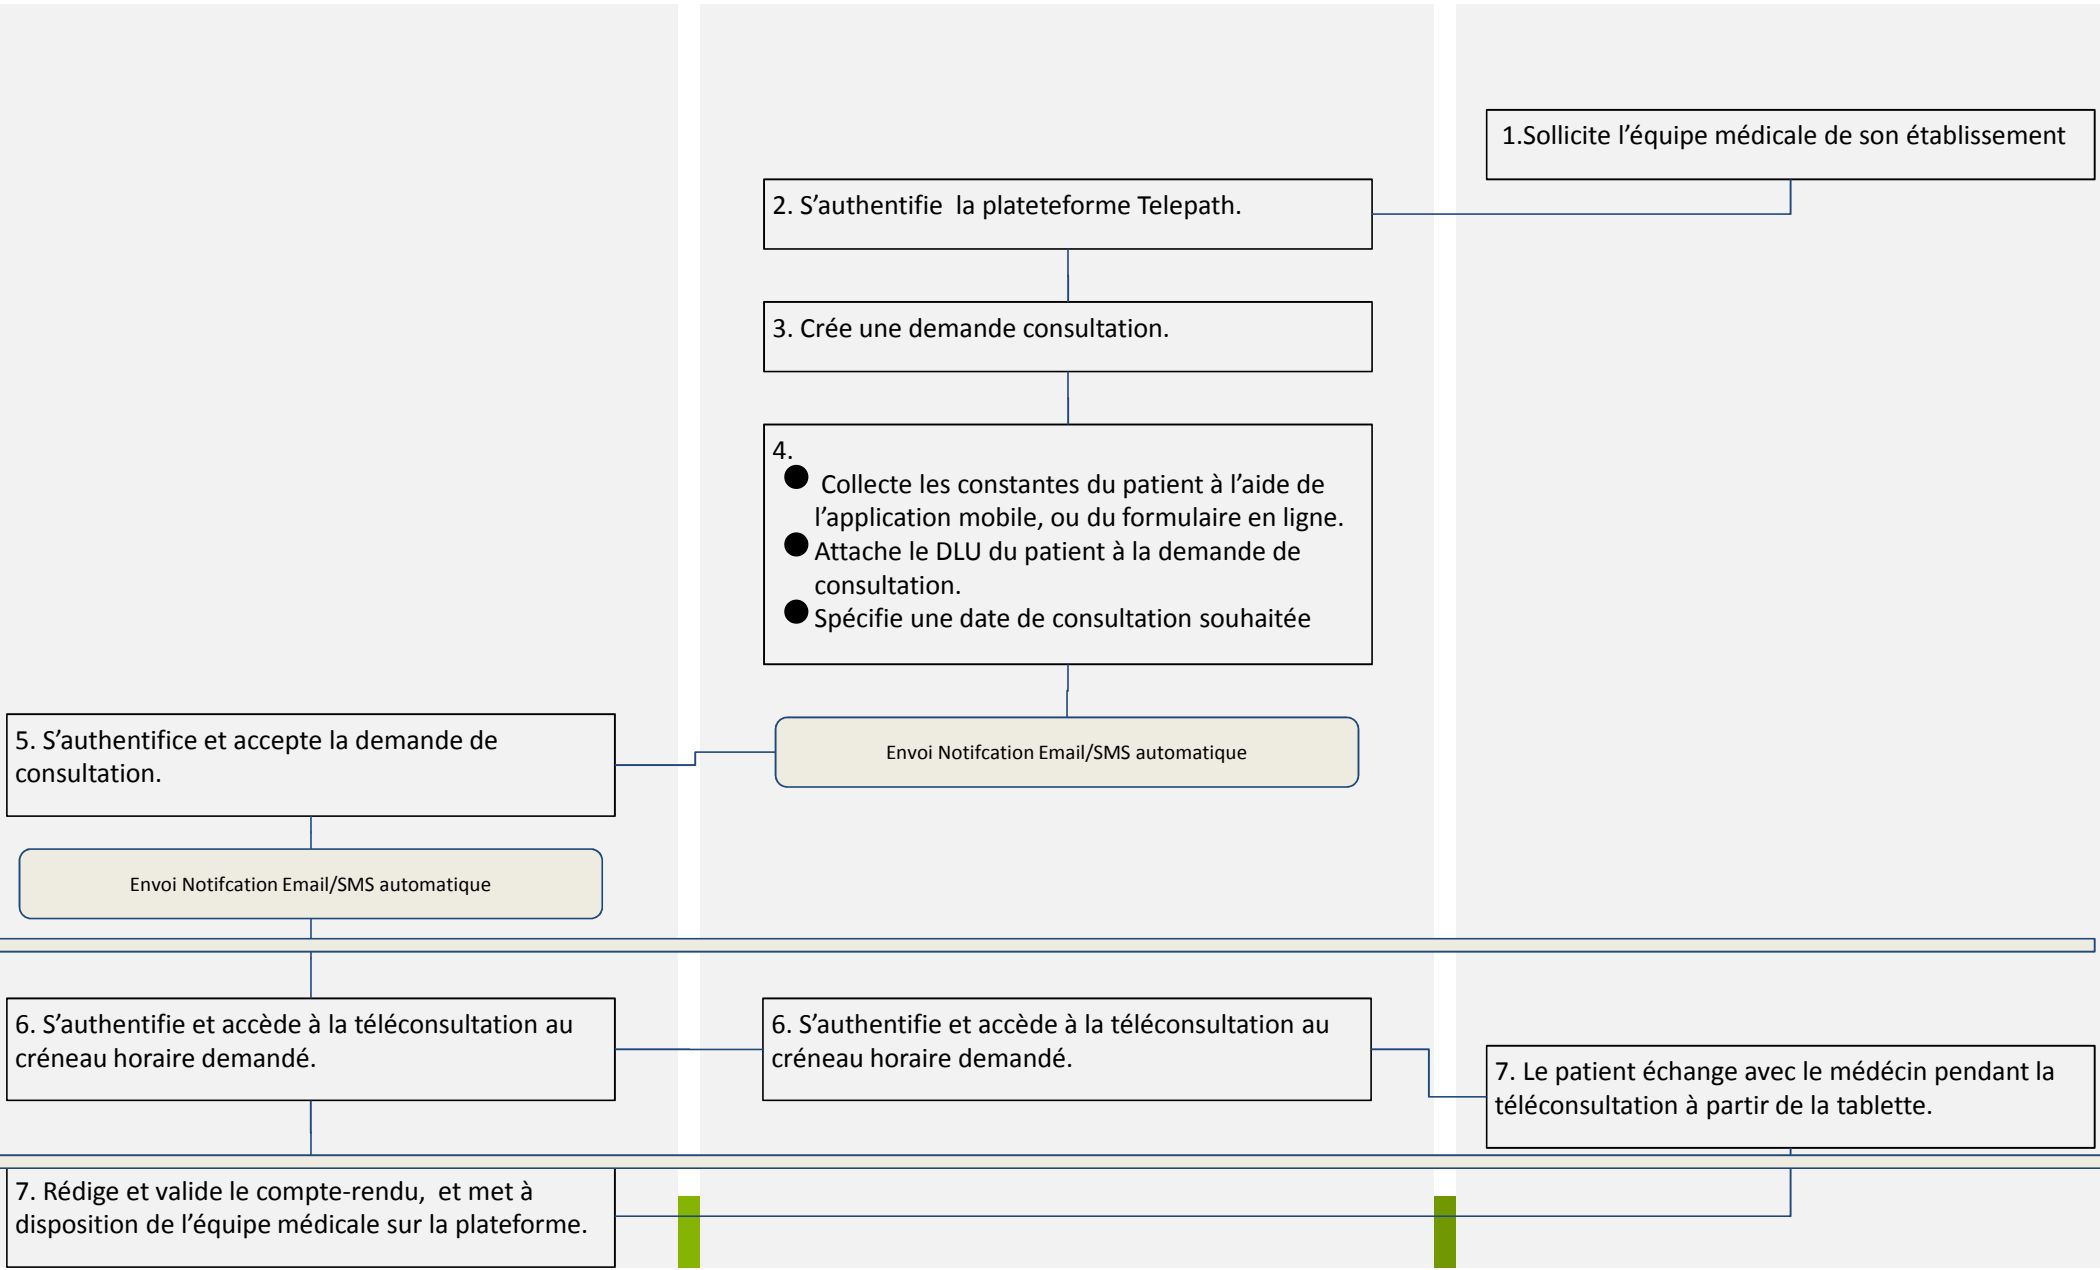 1.Sollicite l’équipe médicale de son établissement
2. S’authentifie  la plateteforme Telepath.
3. Crée une demande consultation.
4.
● Collecte les constantes du patient à l’aide de
l’application mobile, ou du formulaire en ligne.
● Attache le DLU du patient à la demande de
consultation.
● Spécifie une date de consultation souhaitée
5. S’authentifice et accepte la demande de
consultation.
Envoi Notifcation Email/SMS automatique
Envoi Notifcation Email/SMS automatique
6. S’authentifie et accède à la téléconsultation au
créneau horaire demandé.
6. S’authentifie et accède à la téléconsultation au
créneau horaire demandé.
7. Le patient échange avec le médécin pendant la
téléconsultation à partir de la tablette.
7. Rédige et valide le compte-rendu,  et met à
disposition de l’équipe médicale sur la plateforme.